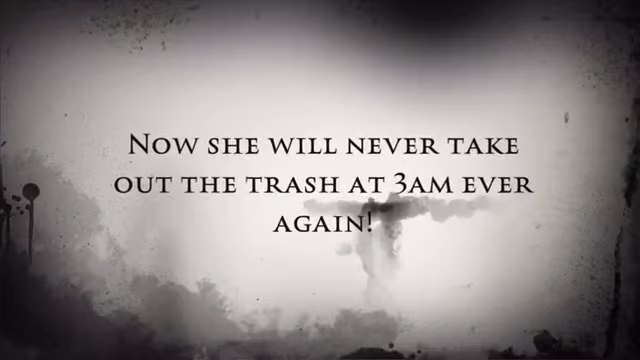 Now she will never take
out the trash at 3am ever
again!